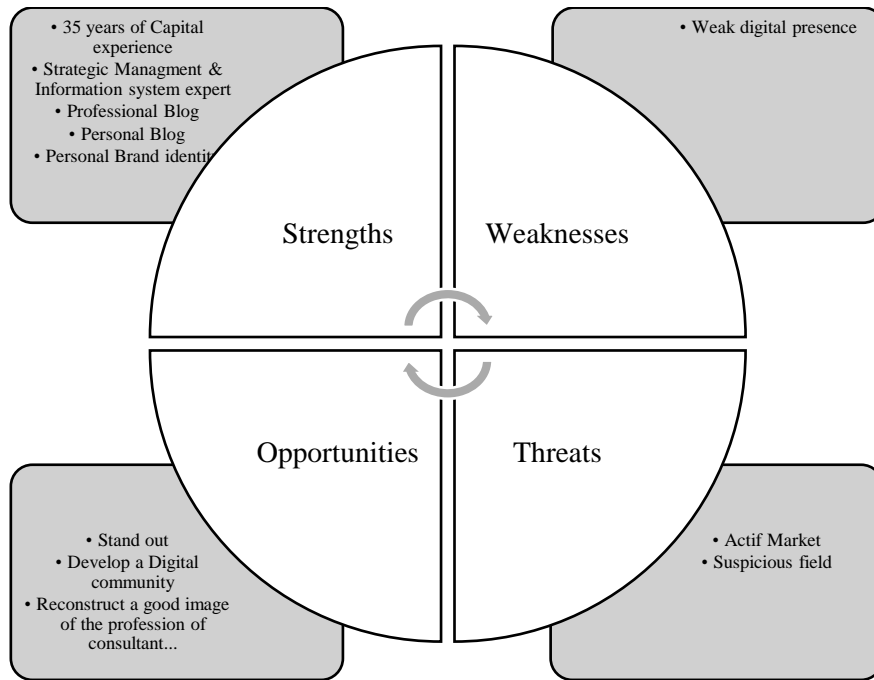 • 35 years of Capital
experience
• Strategic Managment &
Information system expert
• Professional Blog
• Personal Blog
• Personal Brand identity
• Weak digital presence
Strengths
Weaknesses
Opportunities
Threats
• Stand out
• Develop a Digital
community
• Reconstruct a good image
of the profession of
consultant...
• Actif Market
• Suspicious field